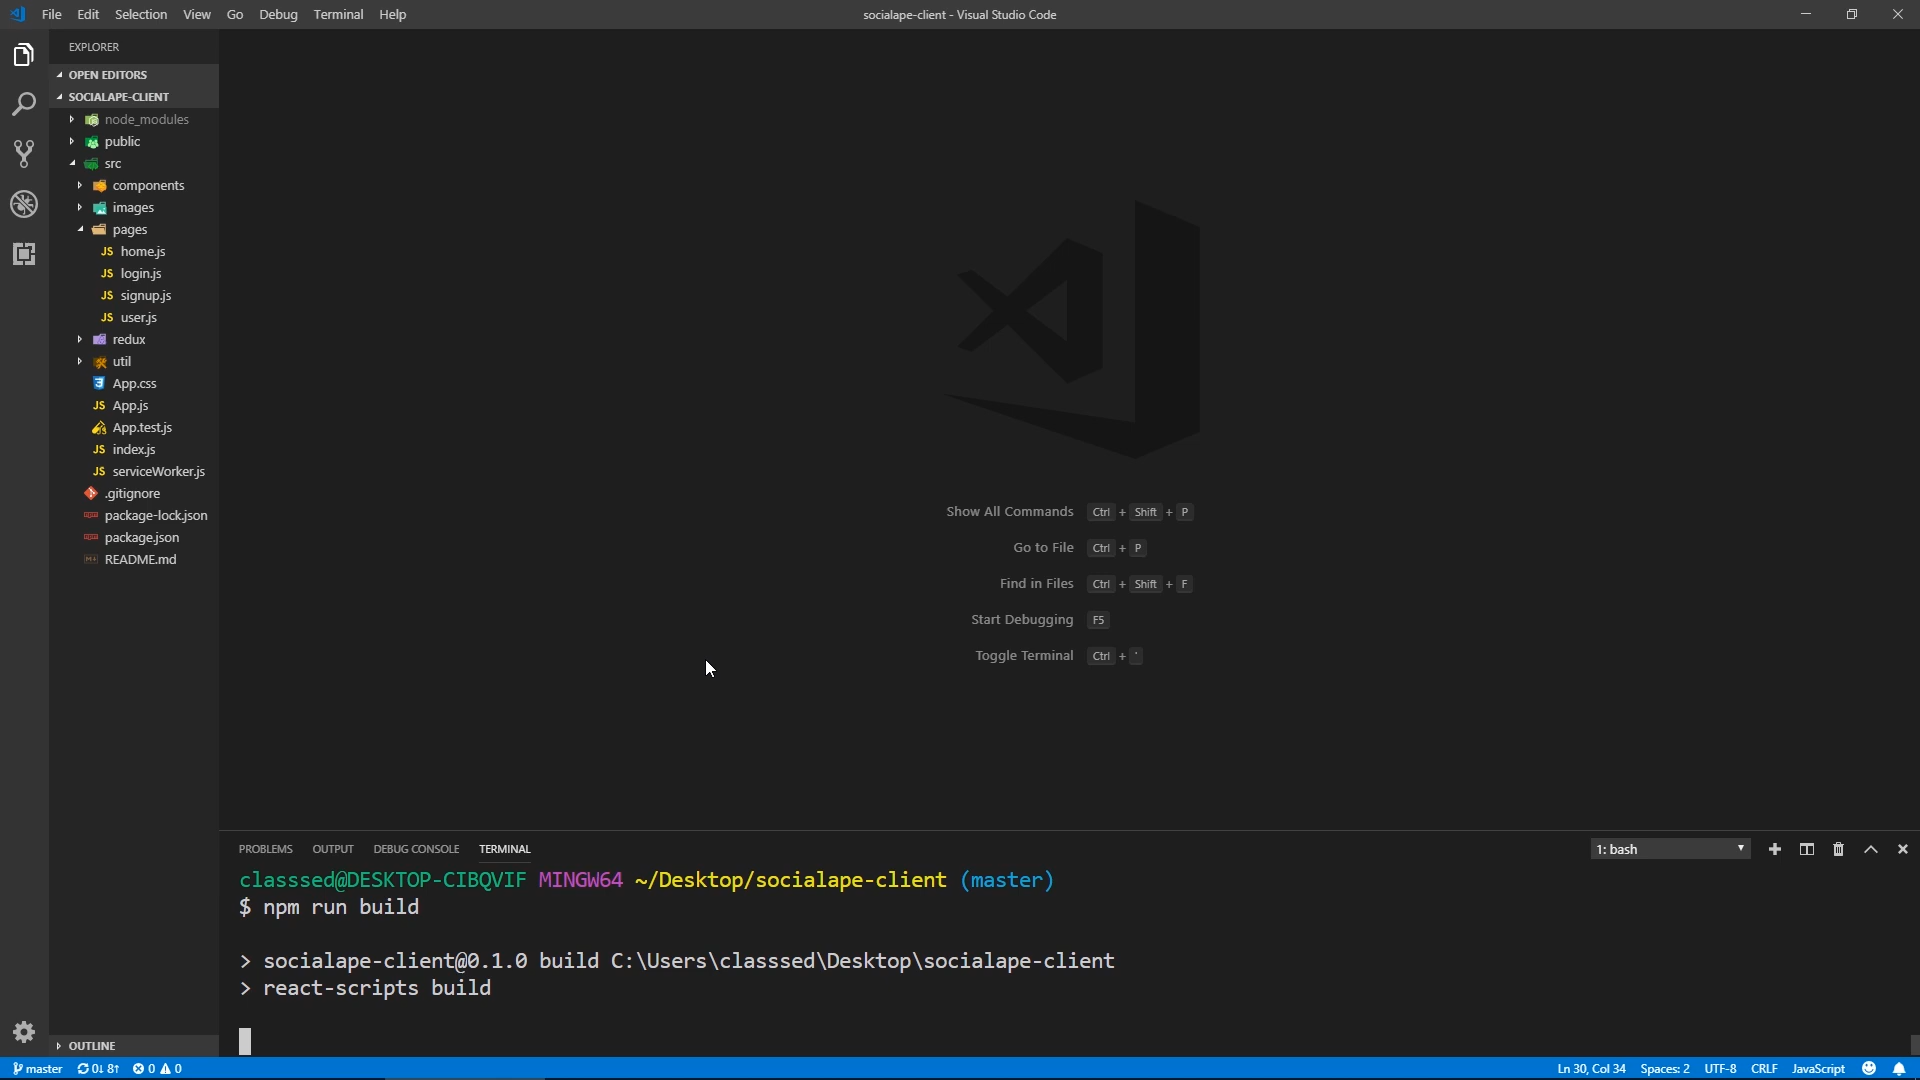 File Edit Selection View Go Debug Terminal Help
socialape-client - Visual Studio Code
EXPLORER
OPEN EDITORS
SOCIALAPE-CLIENT
node_modules
public
src
components
images
pages
JS home.js
JS login.js
JS signup.js
JS user.js
redux
util
App.css
JS App.js
App.test.js
JS index.js
JS serviceWorker.js
.gitignore
package-lock.json
package.json
README.md
OUTLINE
Show All Commands Ctrl + Shift + P
Go to File Ctrl + P
Find in Files Ctrl + Shift + F
Start Debugging F5
Toggle Terminal Ctrl + '
PROBLEMS OUTPUT DEBUG CONSOLE TERMINAL
1: bash
classsed@DESKTOP-CIBQVIF MINGW64 ~/Desktop/socialape-client (master)
$ npm run build
> socialape-client@0.1.0 build C:\Users\classsed\Desktop\socialape-client
> react-scripts build
master 0↓ 8↑ 0 0
Ln 30, Col 34 Spaces: 2 UTF-8 CRLF JavaScript